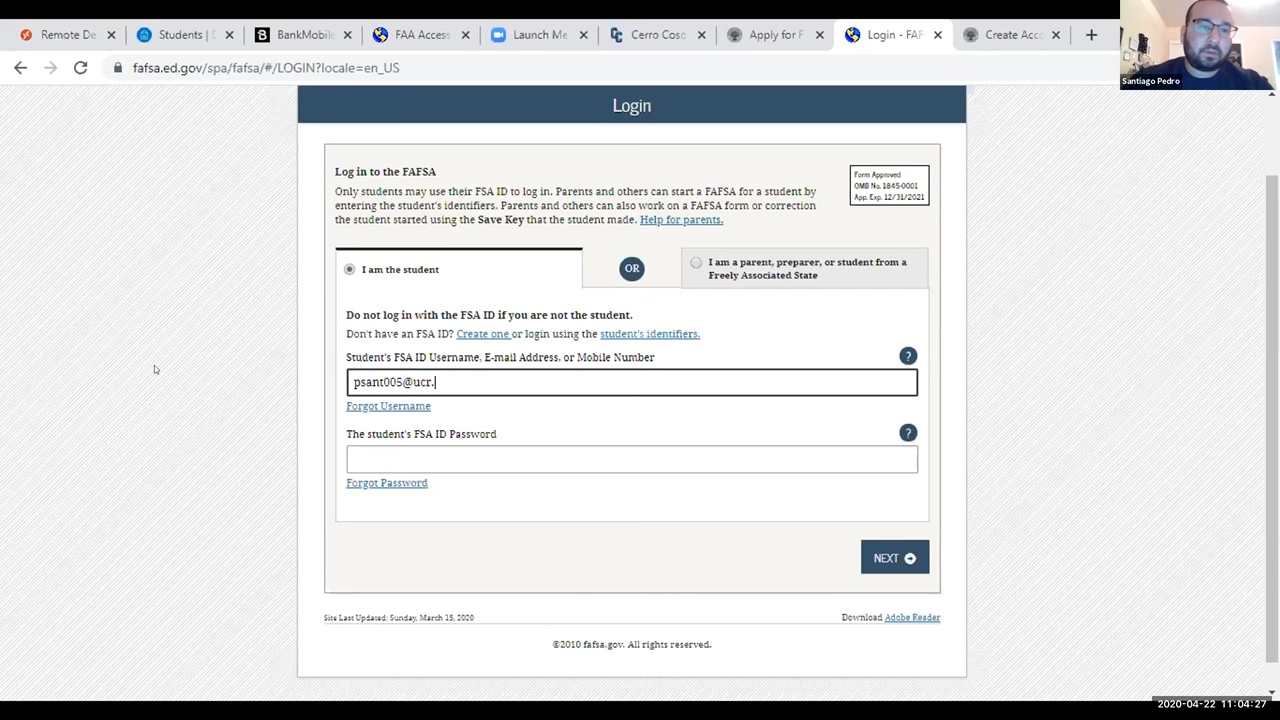 Remote De
Students | D
BankMobile
FAA Access
Launch Me
Cerro Cosc
Apply for F
Login - FAF
Create Acc
fafsa.ed.gov/spa/fafsa/#/LOGIN?locale=en_US
Santiago Pedro
Login
Log in to the FAFSA
Only students may use their FSA ID to log in. Parents and others can start a FAFSA for a student by
entering the student's identifiers. Parents and others can also work on a FAFSA form or correction
the student started using the Save Key that the student made. Help for parents.
Form Approved
OMB No. 1845-0001
App. Exp. 12/31/2021
I am the student
OR
I am a parent, preparer, or student from a
Freely Associated State
Do not log in with the FSA ID if you are not the student.
Don't have an FSA ID? Create one or login using the student's identifiers.
Student's FSA ID Username, E-mail Address, or Mobile Number
?
psant005@ucr.
Forgot Username
The student's FSA ID Password
?
Forgot Password
NEXT
Site Last Updated: Sunday, March 15, 2020
Download Adobe Reader
©2010 fafsa.gov. All rights reserved.
2020-04-22 11:04:27